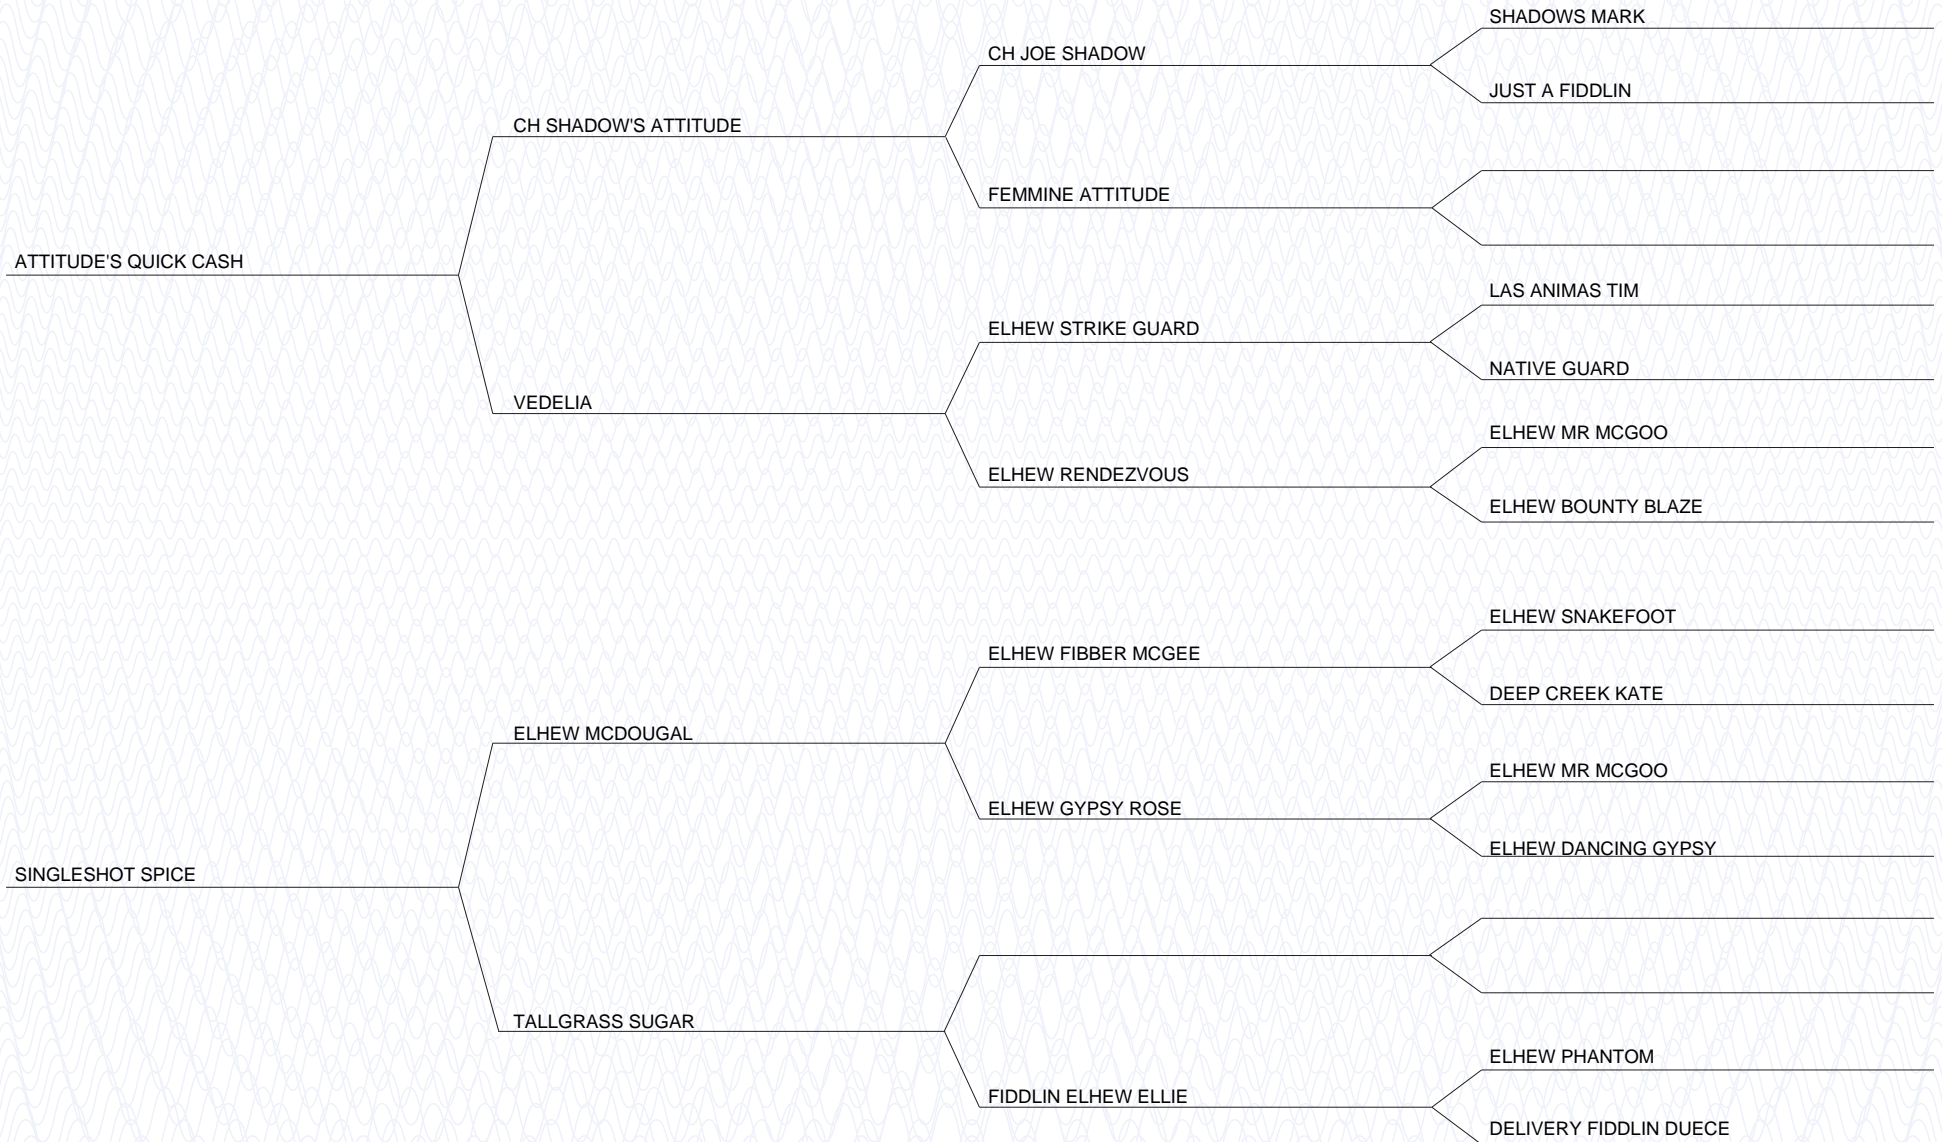 SHADOWS MARK
CH JOE SHADOW
JUST A FIDDLIN
CH SHADOW'S ATTITUDE
FEMMINE ATTITUDE
ATTITUDE'S QUICK CASH
LAS ANIMAS TIM
ELHEW STRIKE GUARD
NATIVE GUARD
VEDELIA
ELHEW MR MCGOO
ELHEW RENDEZVOUS
ELHEW BOUNTY BLAZE
ELHEW SNAKEFOOT
ELHEW FIBBER MCGEE
DEEP CREEK KATE
ELHEW MCDOUGAL
ELHEW MR MCGOO
ELHEW GYPSY ROSE
ELHEW DANCING GYPSY
SINGLESHOT SPICE
TALLGRASS SUGAR
ELHEW PHANTOM
FIDDLIN ELHEW ELLIE
DELIVERY FIDDLIN DUECE